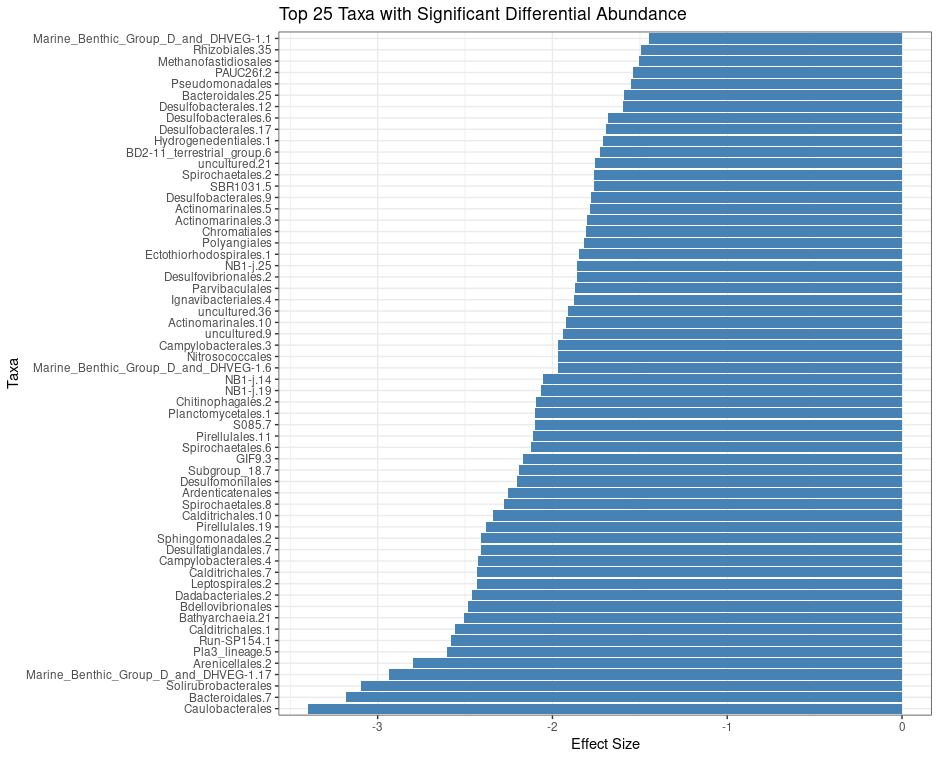 Top 25 Taxa with Significant Differential Abundance
Marine_Benthic_Group_D_and_DHVEG-1.1
Rhizobiales.35
Methanofastidiosales
PAUC26f.2
Pseudomonadales
Bacteroidales.25
Desulfobacterales.12
Desulfobacterales.6
Desulfobacterales.17
Hydrogenedentiales.1
BD2-11_terrestrial_group.6
uncultured.21
Spirochaetales.2
SBR1031.5
Desulfobacterales.9
Actinomarinales.5
Actinomarinales.3
Chromatiales
Polyangiales
Ectothiorhodospirales.1
NB1-j.25
Desulfovibrionales.2
Parvibaculales
Ignavibacteriales.4
uncultured.36
Actinomarinales.10
uncultured.9
Campylobacterales.3
Nitrosococcales
Marine_Benthic_Group_D_and_DHVEG-1.6
NB1-j.14
NB1-j.19
Chitinophagales.2
Planctomycetales.1
S085.7
Pirellulales.11
Spirochaetales.6
GIF9.3
Subgroup_18.7
Desulfomonilales
Ardenticatenales
Spirochaetales.8
Calditrichales.10
Pirellulales.19
Sphingomonadales.2
Desulfatiglandales.7
Campylobacterales.4
Calditrichales.7
Leptospirales.2
Dadabacteriales.2
Bdellovibrionales
Bathyarchaeia.21
Calditrichales.1
Run-SP154.1
Pla3_lineage.5
Arenicellales.2
Marine_Benthic_Group_D_and_DHVEG-1.17
Solirubrobacterales
Bacteroidales.7
Caulobacterales
Taxa
-3 -2 -1 0
Effect Size